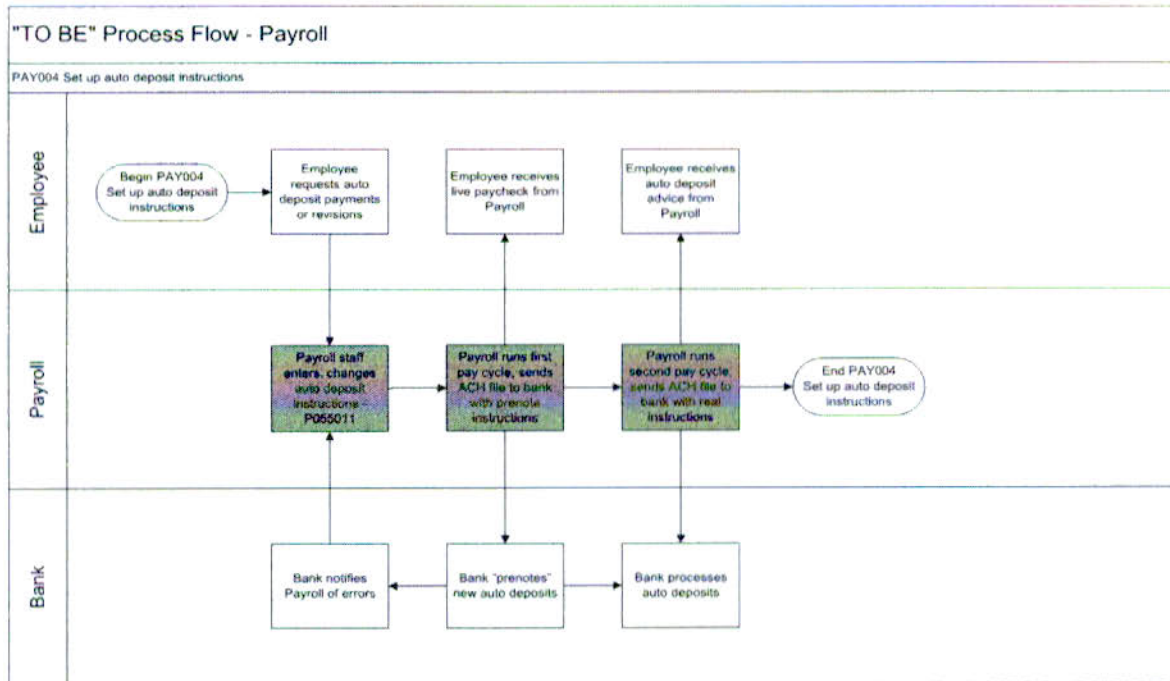 "TO BE" Process Flow - Payroll
PAY004 Set up auto deposit instructions
Employee
Begin PAY004
Set up auto deposit
instructions
Employee
requests auto
deposit payments
or revisions
Employee receives
live paycheck from
Payroll
Employee receives
auto deposit
advice from
Payroll
Payroll
Payroll staff
enters, changes
auto deposit
instructions –
P055011
Payroll runs first
pay cycle, sends
ACH file to bank
with prenote
instructions
Payroll runs
second pay cycle,
sends ACH file to
bank with real
instructions
End PAY004
Set up auto deposit
instructions
Bank
Bank notifies
Payroll of errors
Bank "prenotes"
new auto deposits
Bank processes
auto deposits